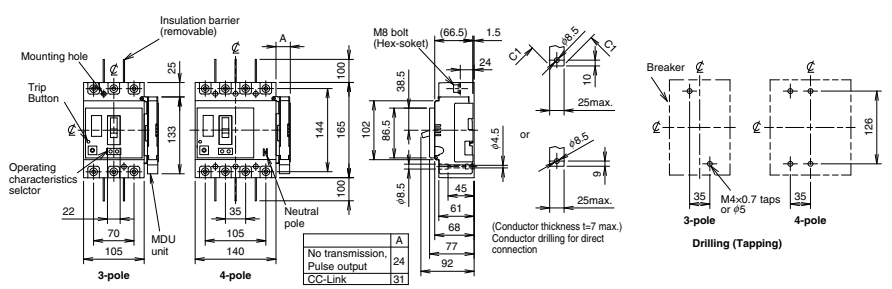 Insulation barrier
(removable)
Mounting hole
Trip
Button
Operating
characteristics
selctor
25
133
22
70
105
3-pole
MDU
unit
A
100
144
165
100
35
105
140
4-pole
Neutral
pole
A
No transmission,
Pulse output
24
CC-Link
31
M8 bolt
(Hex-soket)
(66.5)
1.5
24
38.5
102
86.5
φ8.5
φ4.5
45
61
68
77
92
C1
φ8.5
C1
10
25max.
or
φ8.5
9
25max.
(Conductor thickness t=7 max.)
Conductor drilling for direct
connection
Breaker
35
M4×0.7 taps
or φ5
3-pole
35
4-pole
126
Drilling (Tapping)